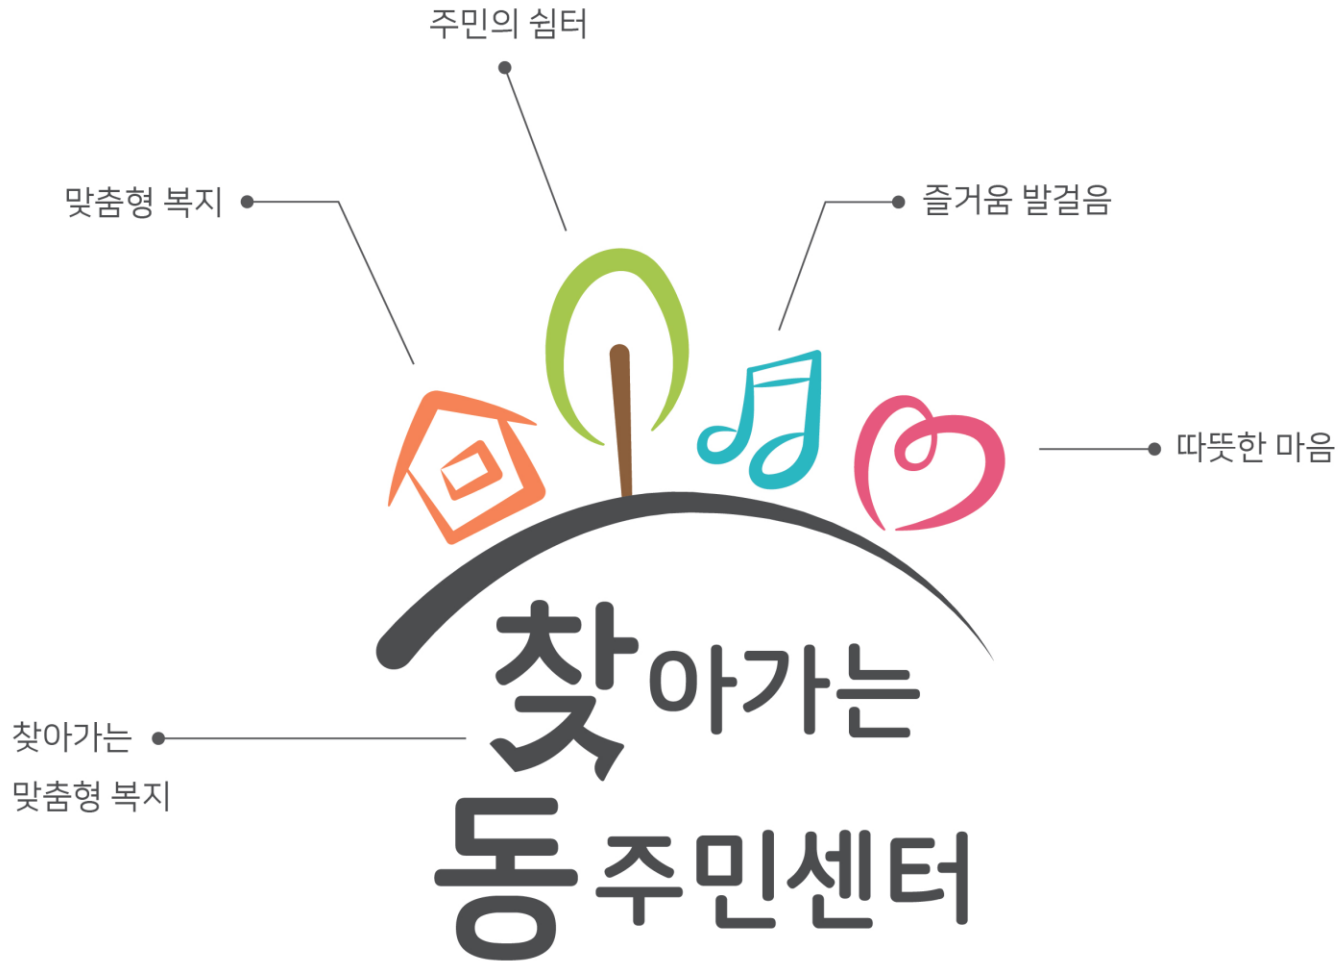 주민의 쉼터
맞춤형 복지
즐거움 발걸음
따뜻한 마음
찾아가는
맞춤형 복지
찾아가는
동주민센터